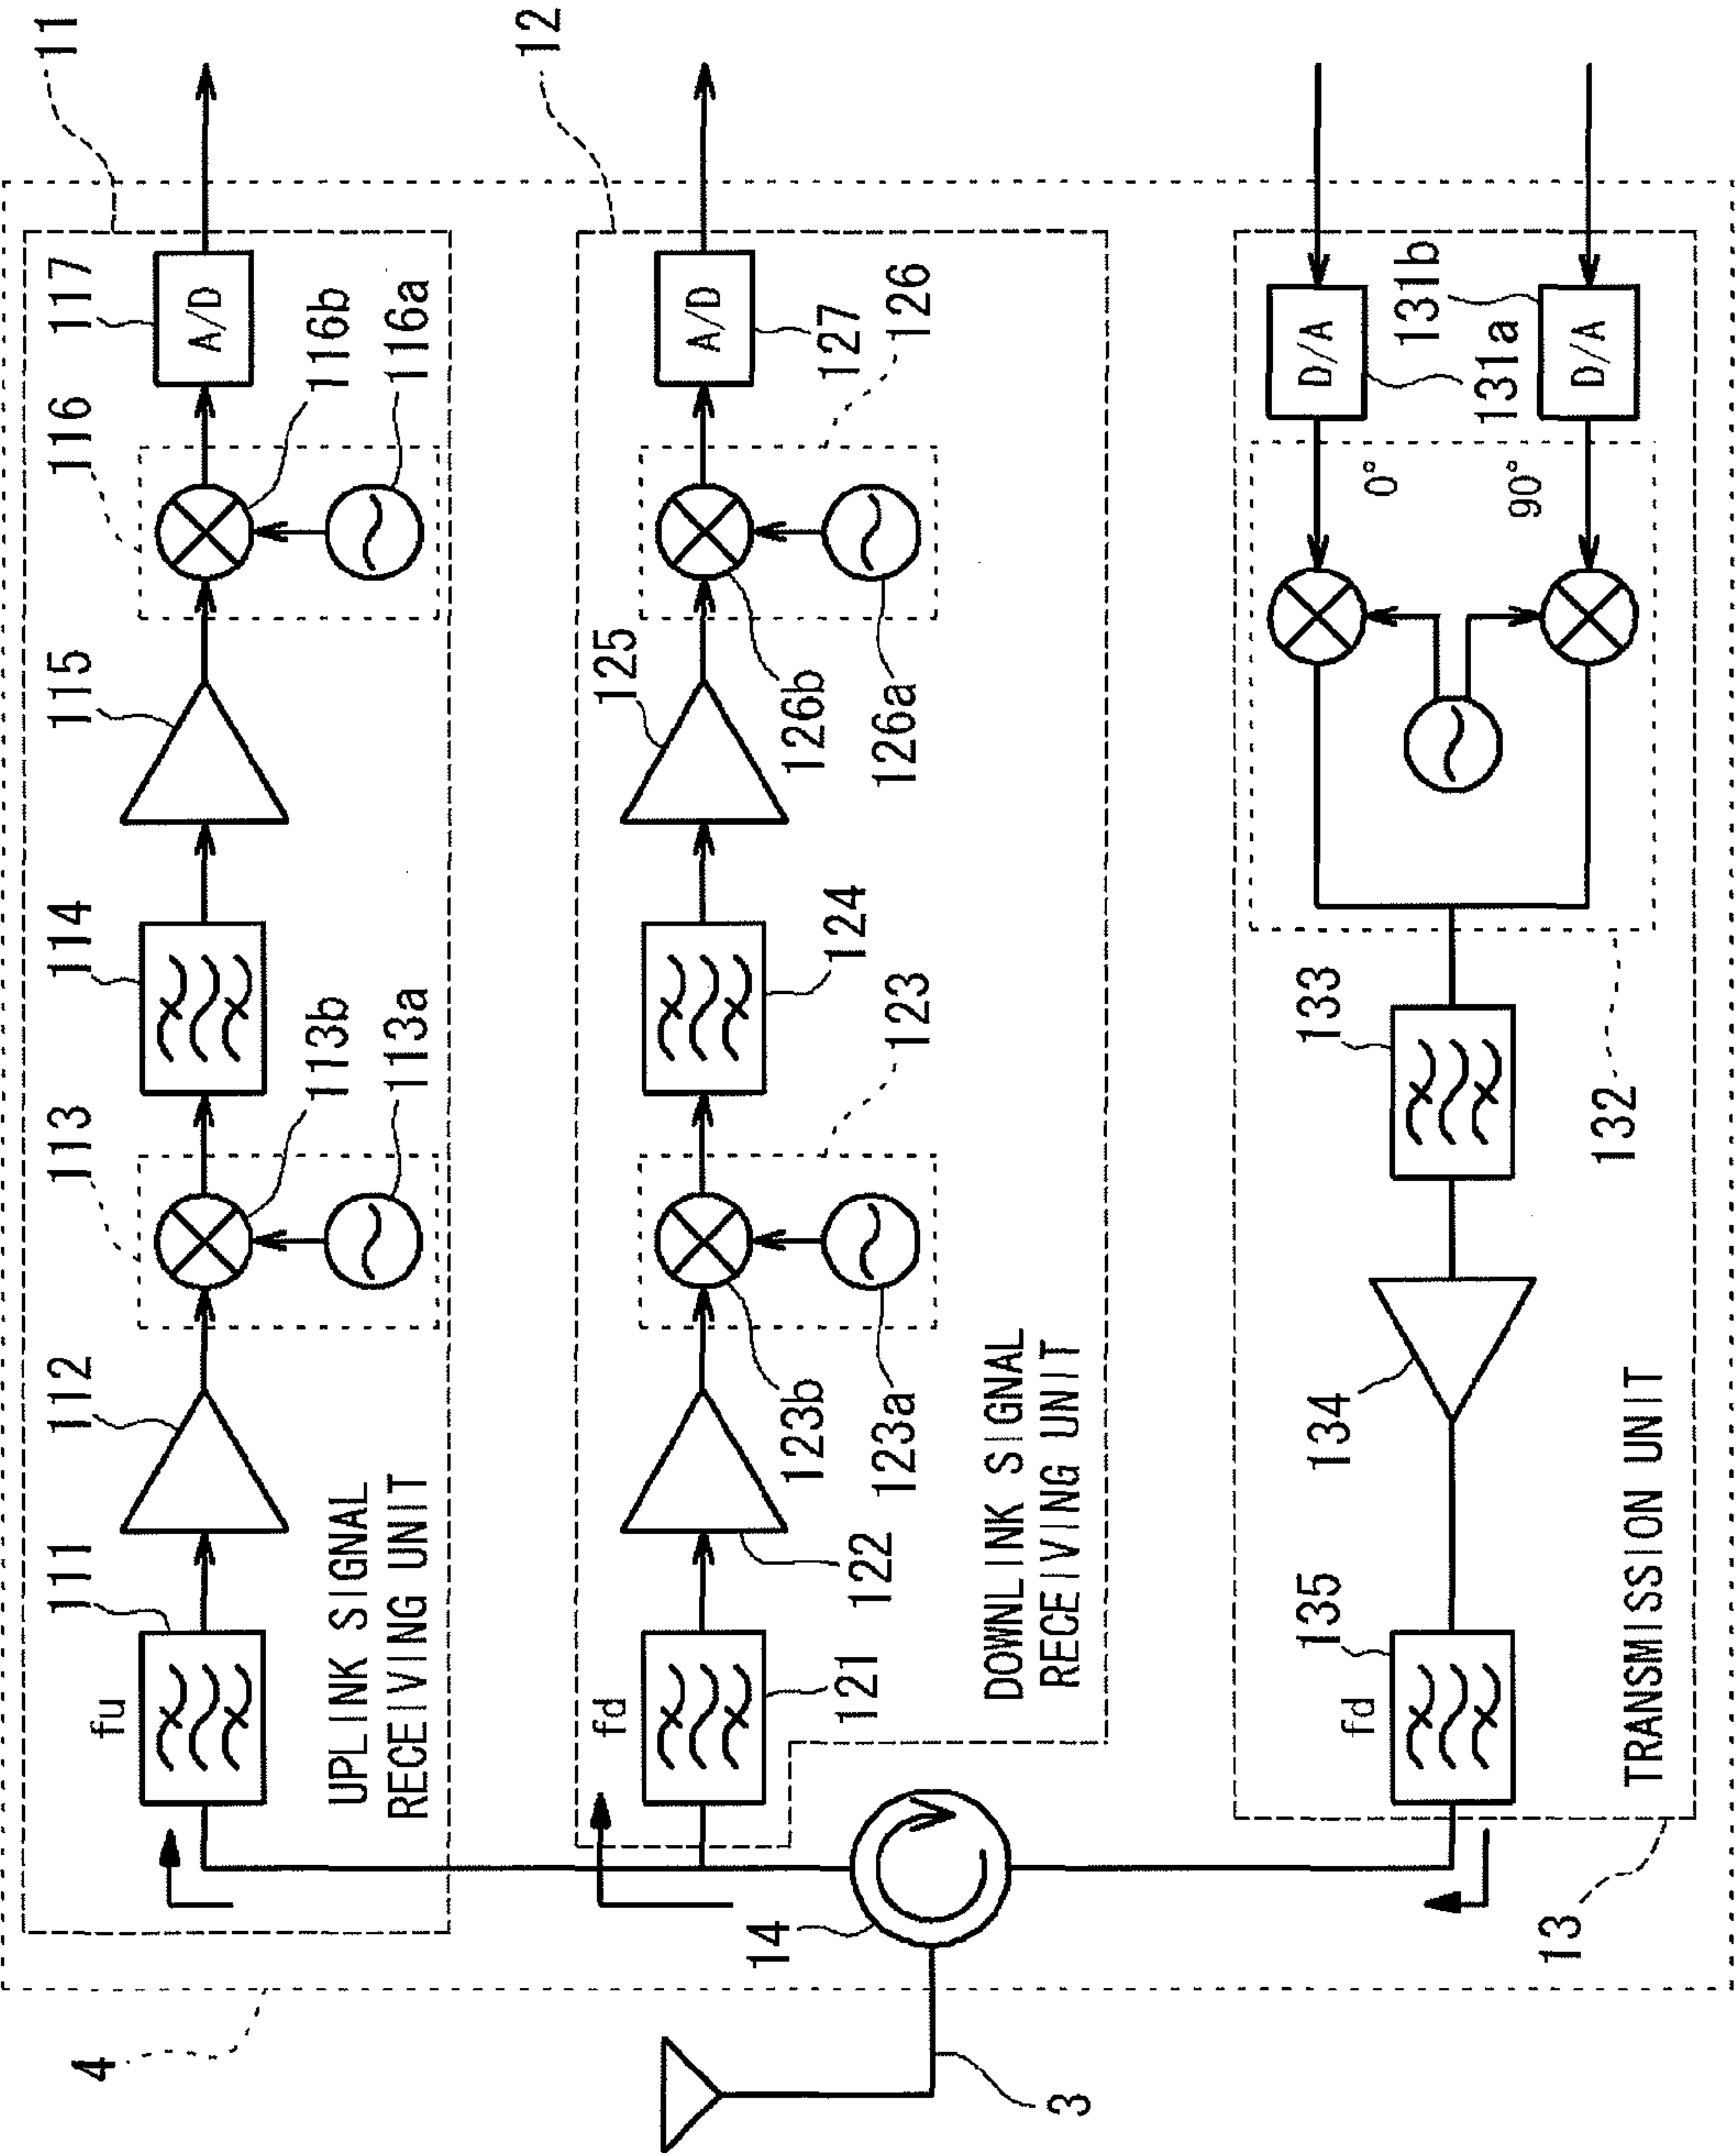 4
11
111
112
113
114
115
116
117
fu
113b
113a
116b
116a
A/D
UPLINK SIGNAL
RECEIVING UNIT
12
125
fd
A/D
121
122
123b
123a
124
123
126b
126a
127
126
DOWNLINK SIGNAL
RECEIVING UNIT
14
3
135
134
133
fd
D/A
0°
131a
131b
90°
D/A
132
TRANSMISSION UNIT
13